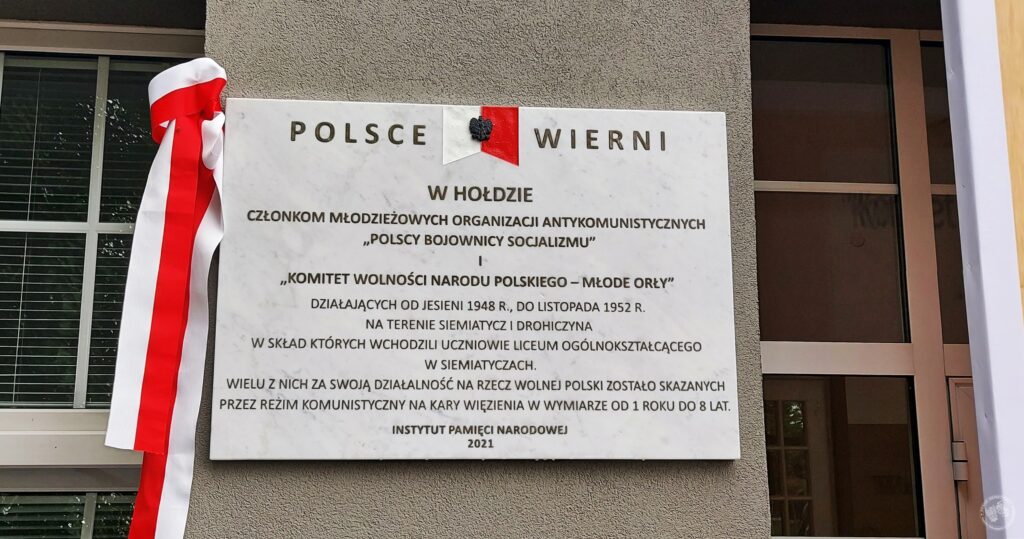 POLSCE WIERNI
W HOŁDZIE
CZŁONKOM MŁODZIEŻOWYCH ORGANIZACJI ANTYKOMUNISTYCZNYCH
„POLSCY BOJOWNICY SOCJALIZMU”
I
„KOMITET WOLNOŚCI NARODU POLSKIEGO – MŁODE ORŁY”
DZIAŁAJĄCYCH OD JESIENI 1948 R., DO LISTOPADA 1952 R.
NA TERENIE SIEMIATYCZ I DROHICZYNA
W SKŁAD KTÓRYCH WCHODZILI UCZNIOWIE LICEUM OGÓLNOKSZTAŁCĄCEGO
W SIEMIATYCZACH.
WIELU Z NICH ZA SWOJĄ DZIAŁALNOŚĆ NA RZECZ WOLNEJ POLSKI ZOSTAŁO SKAZANYCH
PRZEZ REŻIM KOMUNISTYCZNY NA KARY WIĘZIENIA W WYMIARZE OD 1 ROKU DO 8 LAT.
INSTYTUT PAMIĘCI NARODOWEJ
2021